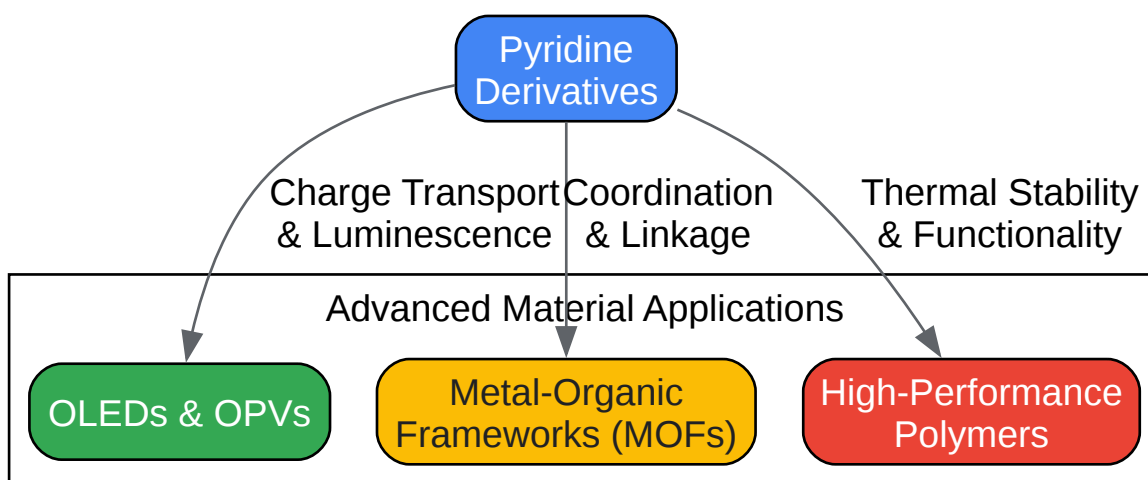 Pyridine
Derivatives
Charge Transport
& Luminescence
Coordination
& Linkage
Thermal Stability
& Functionality
Advanced Material Applications
OLEDs & OPVs
Metal-Organic
Frameworks (MOFs)
High-Performance
Polymers